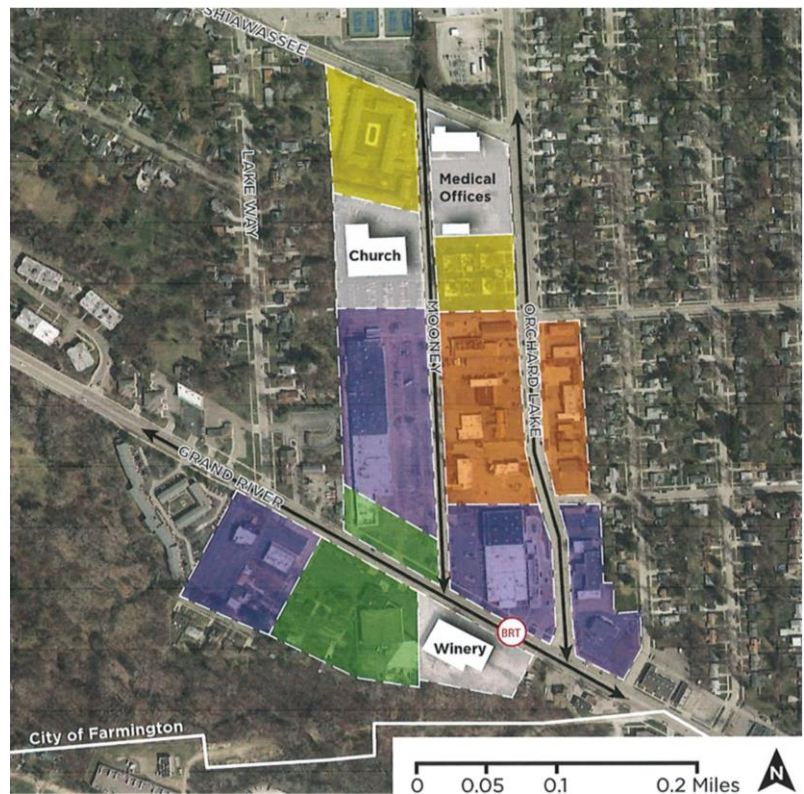 SHIAWASSEE
LAKE WAY
Medical
Offices
Church
MOONEY
ORCHARD LAKE
GRAND RIVER
BRT
Winery
City of Farmington
0 0.05 0.1 0.2 Miles
N